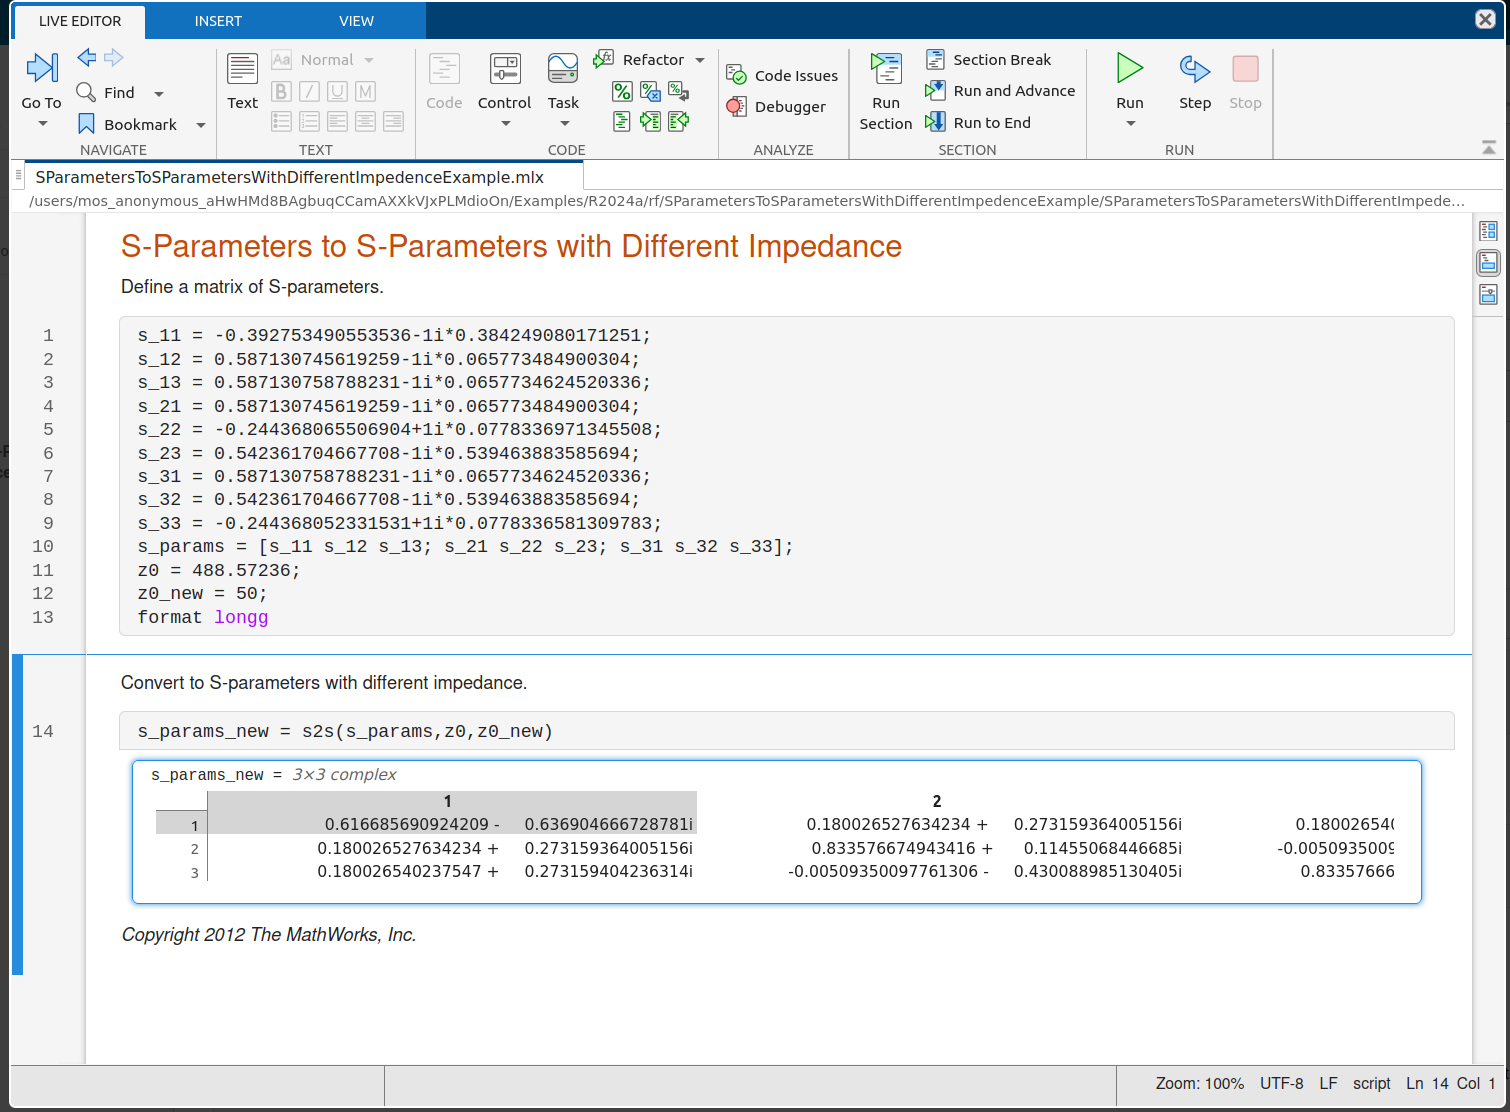 LIVE EDITOR INSERT VIEW
Go To
Find
Bookmark
NAVIGATE
Text
Aa Normal
B I U M
TEXT
Code
Control
Task
Refactor
CODE
Code Issues
Debugger
ANALYZE
Run Section
Section Break
Run and Advance
Run to End
SECTION
Run
Step
Stop
RUN
SParametersToSParametersWithDifferentImpedenceExample.mlx
/users/mos_anonymous_aHwHMd8BAgbuqCCamAXXkVJxPLMdioOn/Examples/R2024a/rf/SParametersToSParametersWithDifferentImpedenceExample/SParametersToSParametersWithDifferentImpede...
S-Parameters to S-Parameters with Different Impedance
Define a matrix of S-parameters.
1 s_11 = -0.392753490553536-1i*0.384249080171251;
2 s_12 = 0.587130745619259-1i*0.065773484900304;
3 s_13 = 0.587130758788231-1i*0.0657734624520336;
4 s_21 = 0.587130745619259-1i*0.065773484900304;
5 s_22 = -0.244368065506904+1i*0.0778336971345508;
6 s_23 = 0.542361704667708-1i*0.539463883585694;
7 s_31 = 0.587130758788231-1i*0.0657734624520336;
8 s_32 = 0.542361704667708-1i*0.539463883585694;
9 s_33 = -0.244368052331531+1i*0.0778336581309783;
10 s_params = [s_11 s_12 s_13; s_21 s_22 s_23; s_31 s_32 s_33];
11 z0 = 488.57236;
12 z0_new = 50;
13 format longg
Convert to S-parameters with different impedance.
14 s_params_new = s2s(s_params,z0,z0_new)
s_params_new = 3×3 complex
1 2
1 0.616685690924209 - 0.636904666728781i 0.180026527634234 + 0.273159364005156i 0.18002654
2 0.180026527634234 + 0.273159364005156i 0.833576674943416 + 0.11455068446685i -0.005093500
3 0.180026540237547 + 0.273159404236314i -0.00509350097761306 - 0.430088985130405i 0.83357666
Copyright 2012 The MathWorks, Inc.
Zoom: 100% UTF-8 LF script Ln 14 Col 1